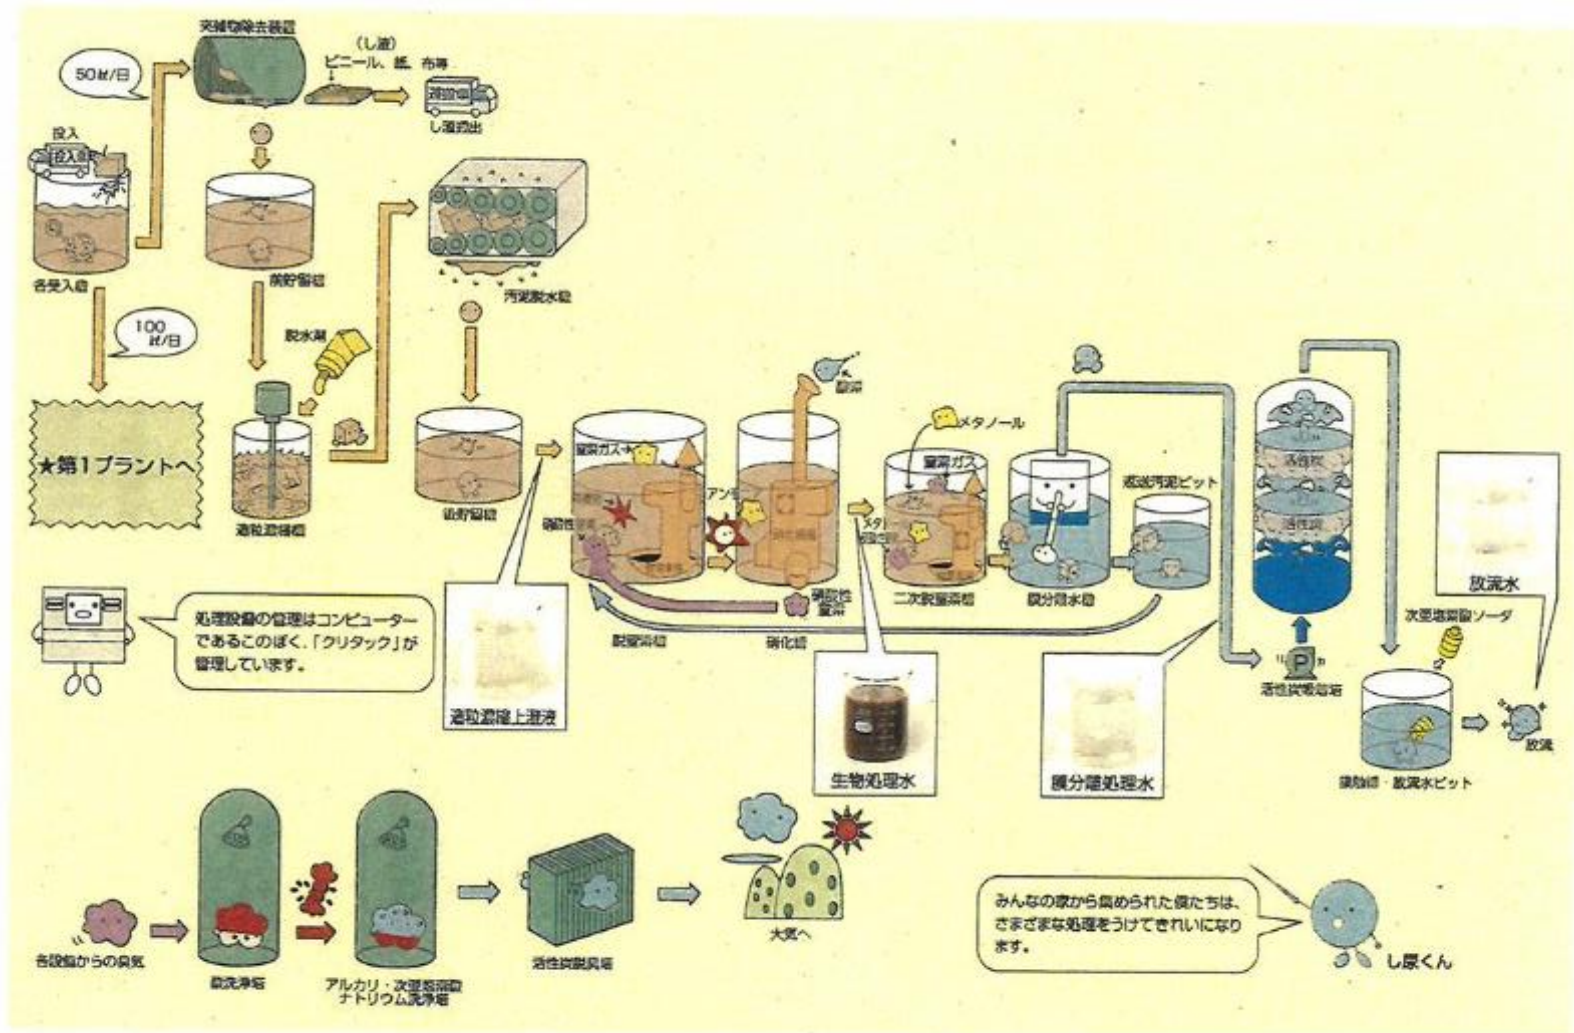 夾雑物除去装置
50㎘/日
(し渣)
ビニール、紙、布等
し渣搬出
投入
投入車
各受入槽
前貯留槽
汚泥脱水機
100
㎘/日
脱水剤
★第1プラントへ
造粒濃縮槽
後貯留槽
酸素
メタノール
窒素ガス
窒素ガス
返送汚泥ピット
活性炭
活性炭
硝酸性
窒素
脱窒素槽
硝化槽
二次脱窒素槽
膜分離水槽
放流水
次亜塩素酸ソーダ
P
活性炭吸着塔
放流
処理設備の管理はコンピューター
であるこのぼく、「クリタック」が
管理しています。
造粒濃縮上澄液
生物処理水
膜分離処理水
放流水ピット
各設備からの臭気
酸洗浄塔
アルカリ・次亜塩素酸
ナトリウム洗浄塔
活性炭脱臭塔
大気へ
みんなの家から集められた僕たちは、
さまざまな処理をうけてきれいになり
ます。
し尿くん